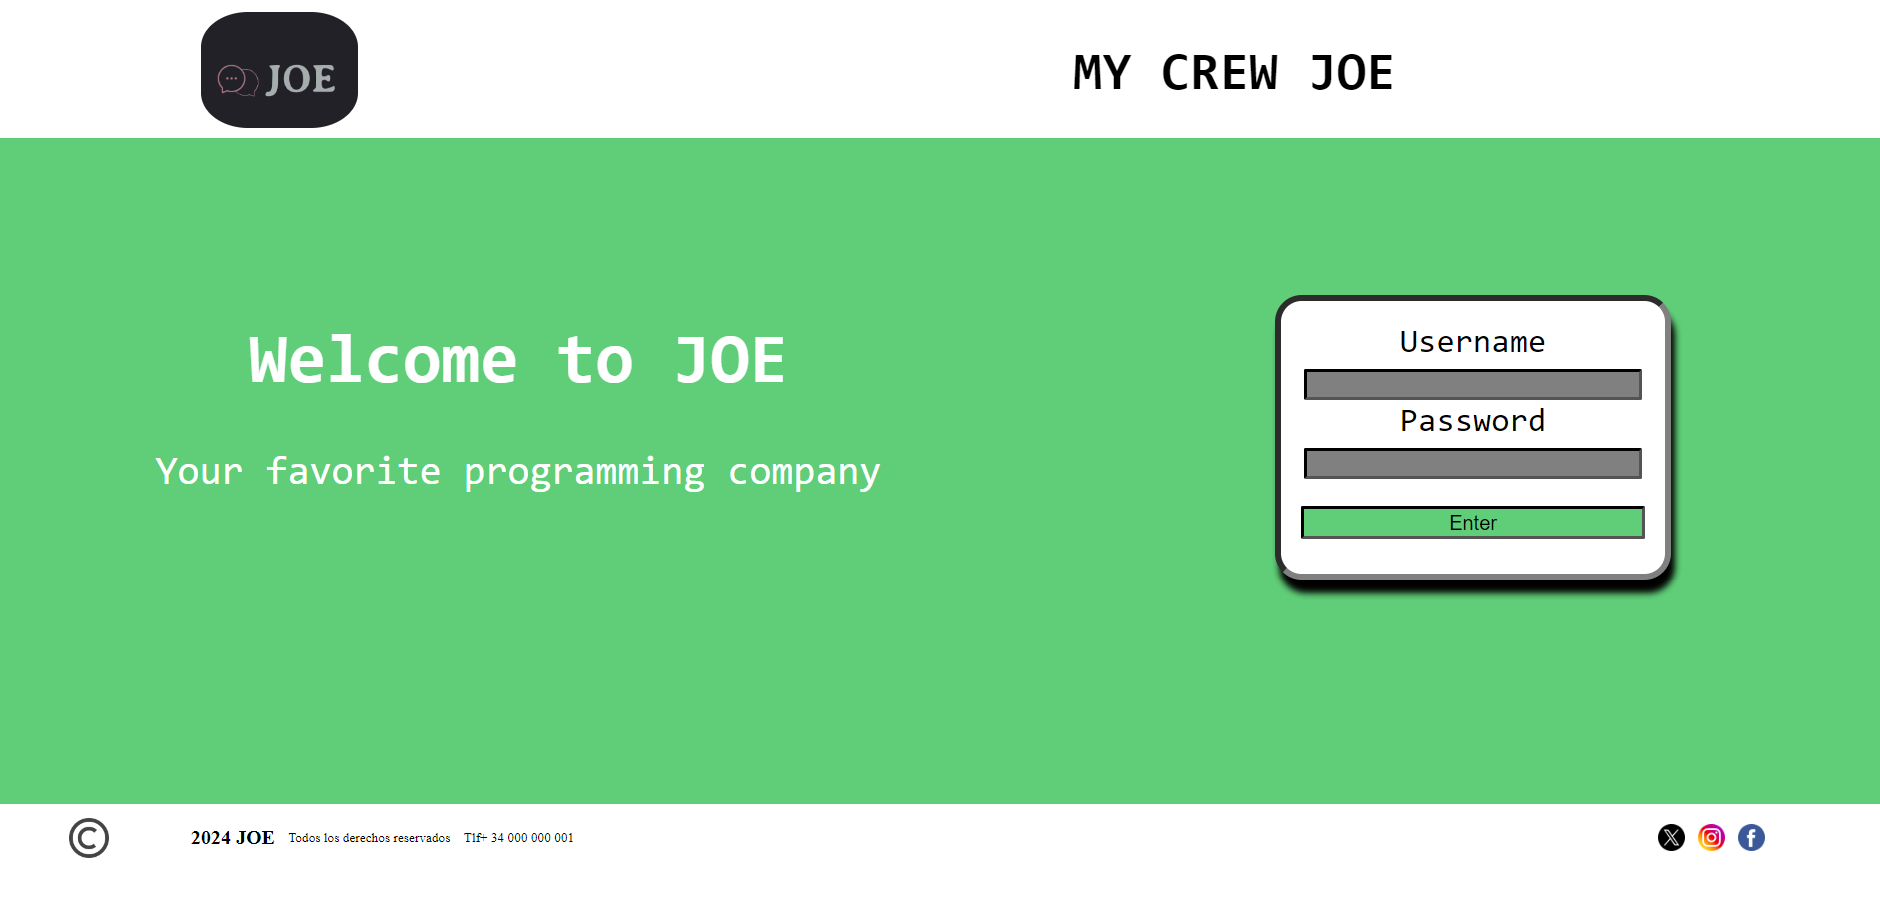 JOE
MY CREW JOE
Welcome to JOE
Your favorite programming company
Username
Password
Enter
© 2024 JOE Todos los derechos reservados Tlf+ 34 000 000 001